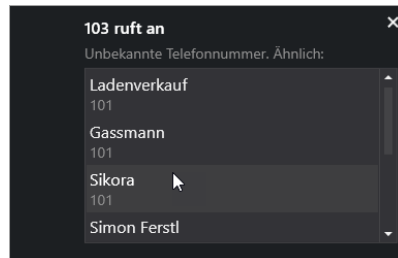 103 ruft an
Unbekannte Telefonnummer. Ähnlich:
Ladenverkauf
101
Gassmann
101
Sikora
101
Simon Ferstl